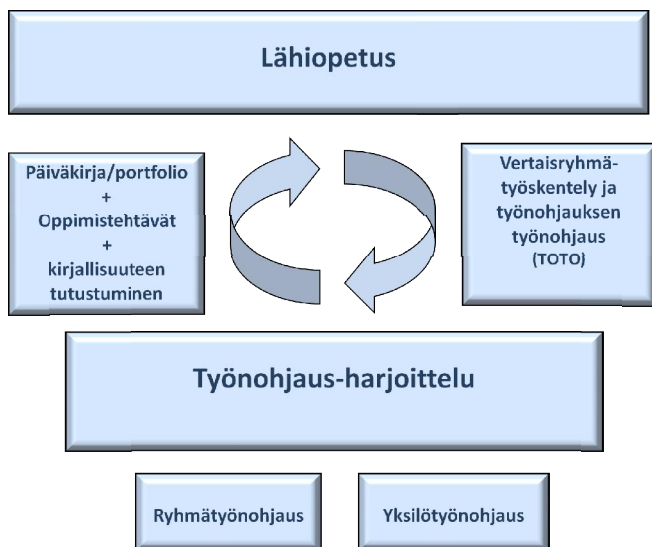 Lähiopetus
Päiväkirja/portfolio
+
Oppimistehtävät
+
kirjallisuuteen
tutustuminen
Vertaisryhmä-
työskentely ja
työnohjauksen
työnohjaus
(TOTO)
Työnohjaus-harjoittelu
Ryhmätyönohjaus
Yksilötyönohjaus